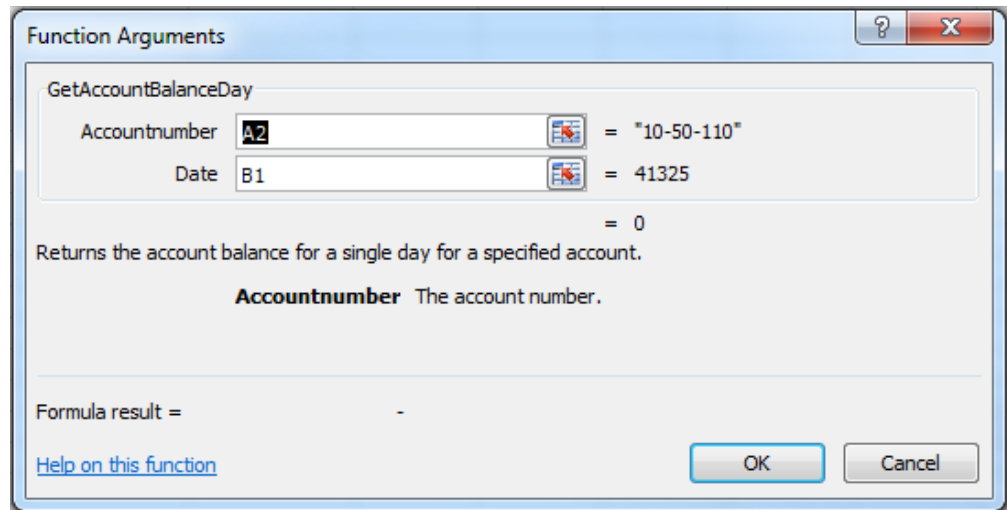 Function Arguments
?
X
GetAccountBalanceDay
Accountnumber A2 = "10-50-110"
Date B1 = 41325
= 0
Returns the account balance for a single day for a specified account.
Accountnumber The account number.
Formula result = -
Help on this function OK Cancel